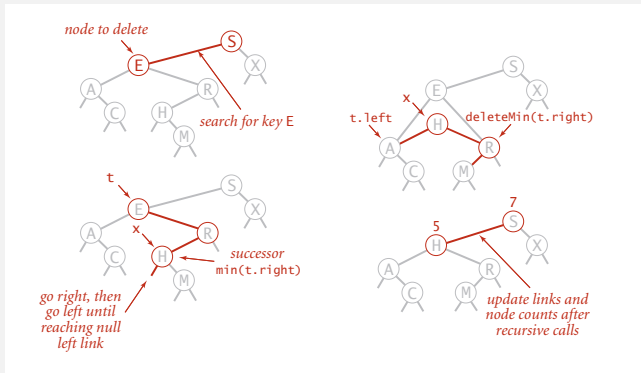 node to delete
S
E
X
A
R
C
H
M
search for key E
t
S
E
X
x
A
R
C
H
successor
min(t.right)
M
go right, then
go left until
reaching null
left link
S
E
X
x
t.left
deleteMin(t.right)
H
A
R
C
M
7
5
S
H
X
A
R
C
M
update links and
node counts after
recursive calls